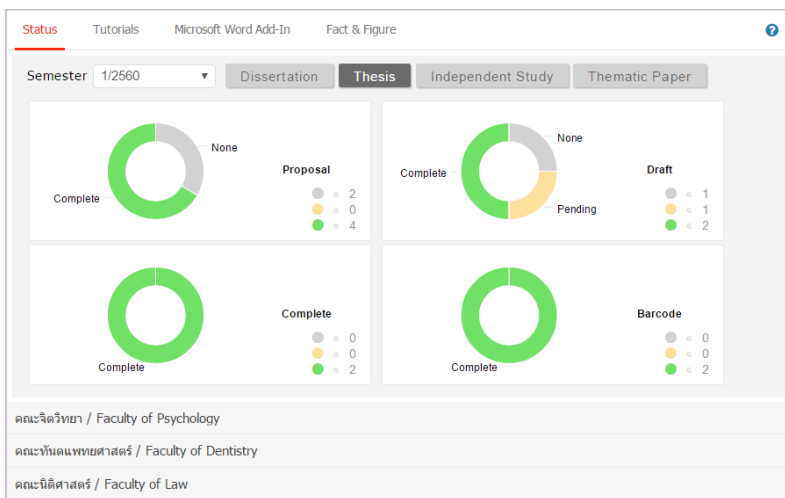 Status Tutorials Microsoft Word Add-In Fact & Figure ?
Semester 1/2560 Dissertation Thesis Independent Study Thematic Paper
None
Complete
Proposal
« 2
« 0
« 4
None
Complete
Pending
Draft
« 1
« 1
« 2
Complete
Complete
« 0
« 0
« 2
Complete
Barcode
« 0
« 0
« 2
คณะจิตวิทยา / Faculty of Psychology
คณะทันตแพทยศาสตร์ / Faculty of Dentistry
คณะนิติศาสตร์ / Faculty of Law